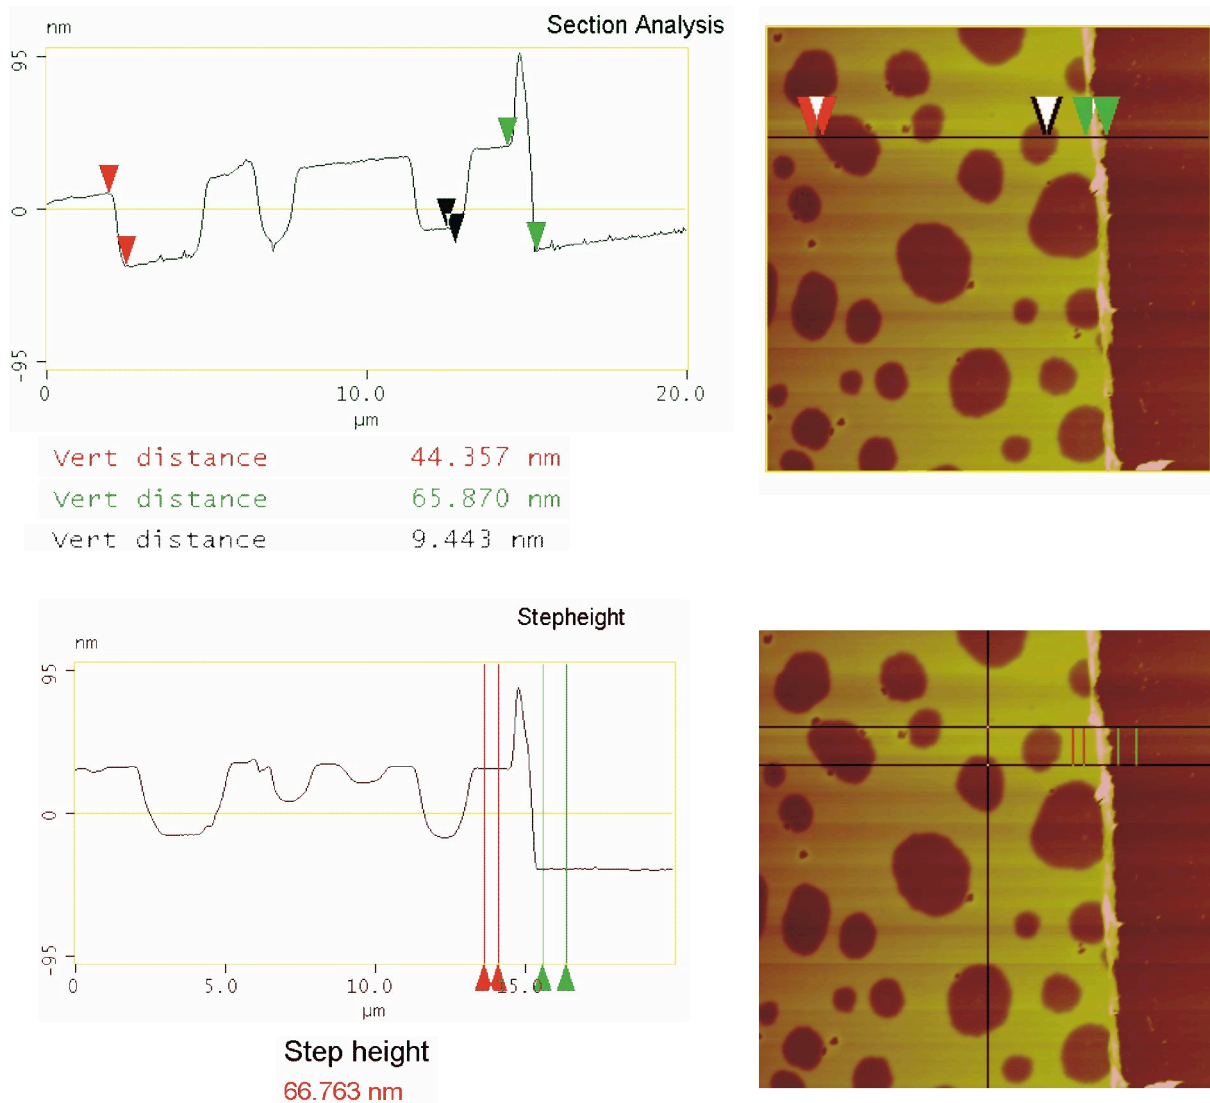 Section Analysis
nm
95
0
-95
0
10.0
20.0
µm
Vert distance 44.357 nm
Vert distance 65.870 nm
Vert distance 9.443 nm
Stepheight
nm
95
0
-95
0
5.0
10.0
15.0
µm
Step height
66.763 nm